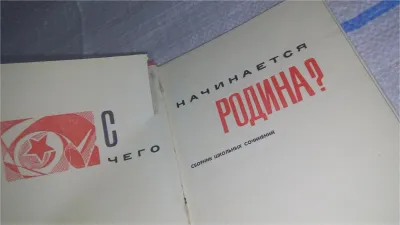 С
ЧЕГО
НАЧИНАЕТСЯ
РОДИНА?
СБОРНИК ШКОЛЬНЫХ СОЧИНЕНИЙ